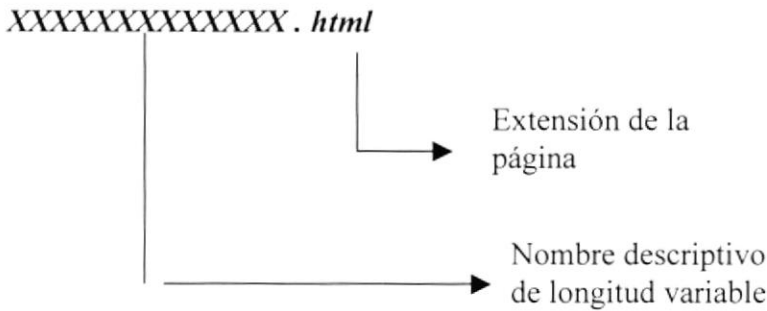 XXXXXXXXXXXXX . html
Extensión de la
página
Nombre descriptivo
de longitud variable